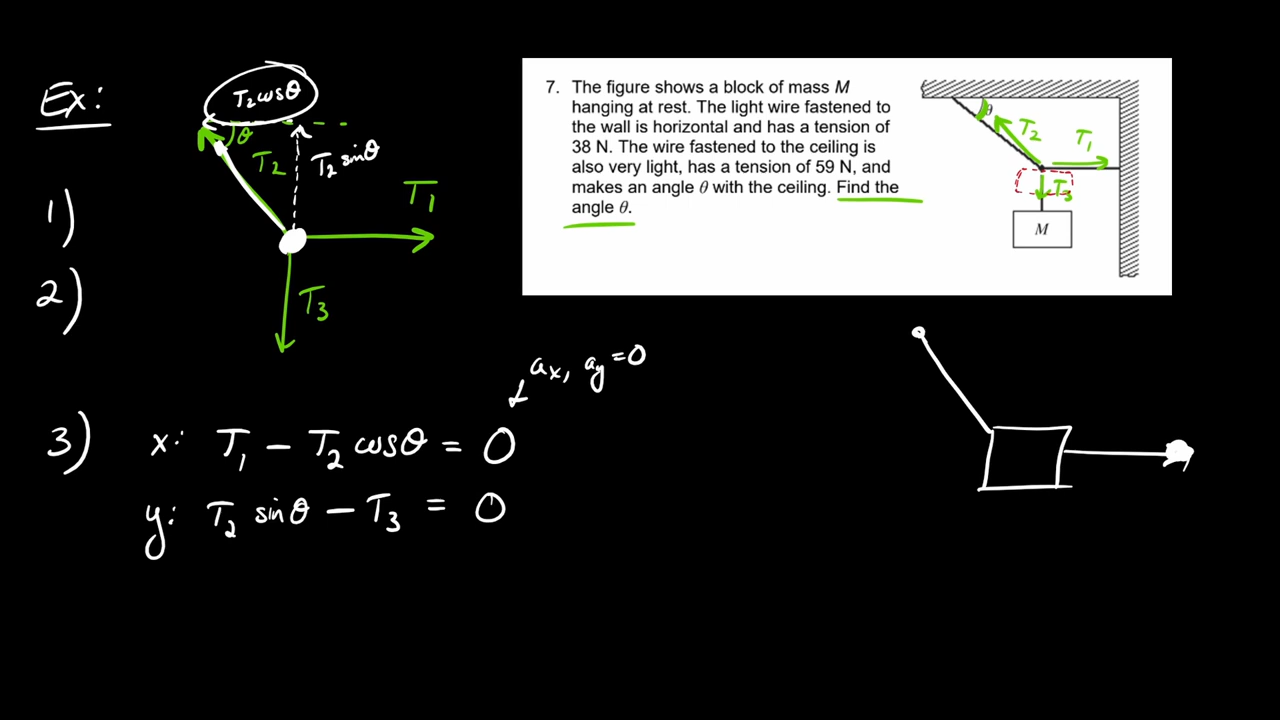 Ex:
T₂cosθ
θ
T₂
T₂ sinθ
T₁
T₃
1)
2)
7. The figure shows a block of mass M
hanging at rest. The light wire fastened to
the wall is horizontal and has a tension of
38 N. The wire fastened to the ceiling is
also very light, has a tension of 59 N, and
makes an angle θ with the ceiling. Find the
angle θ.
θ
T₂
T₁
T₃
M
aₓ, a_y=0
3) x: T₁ − T₂ cosθ = 0
y: T₂ sinθ − T₃ = 0